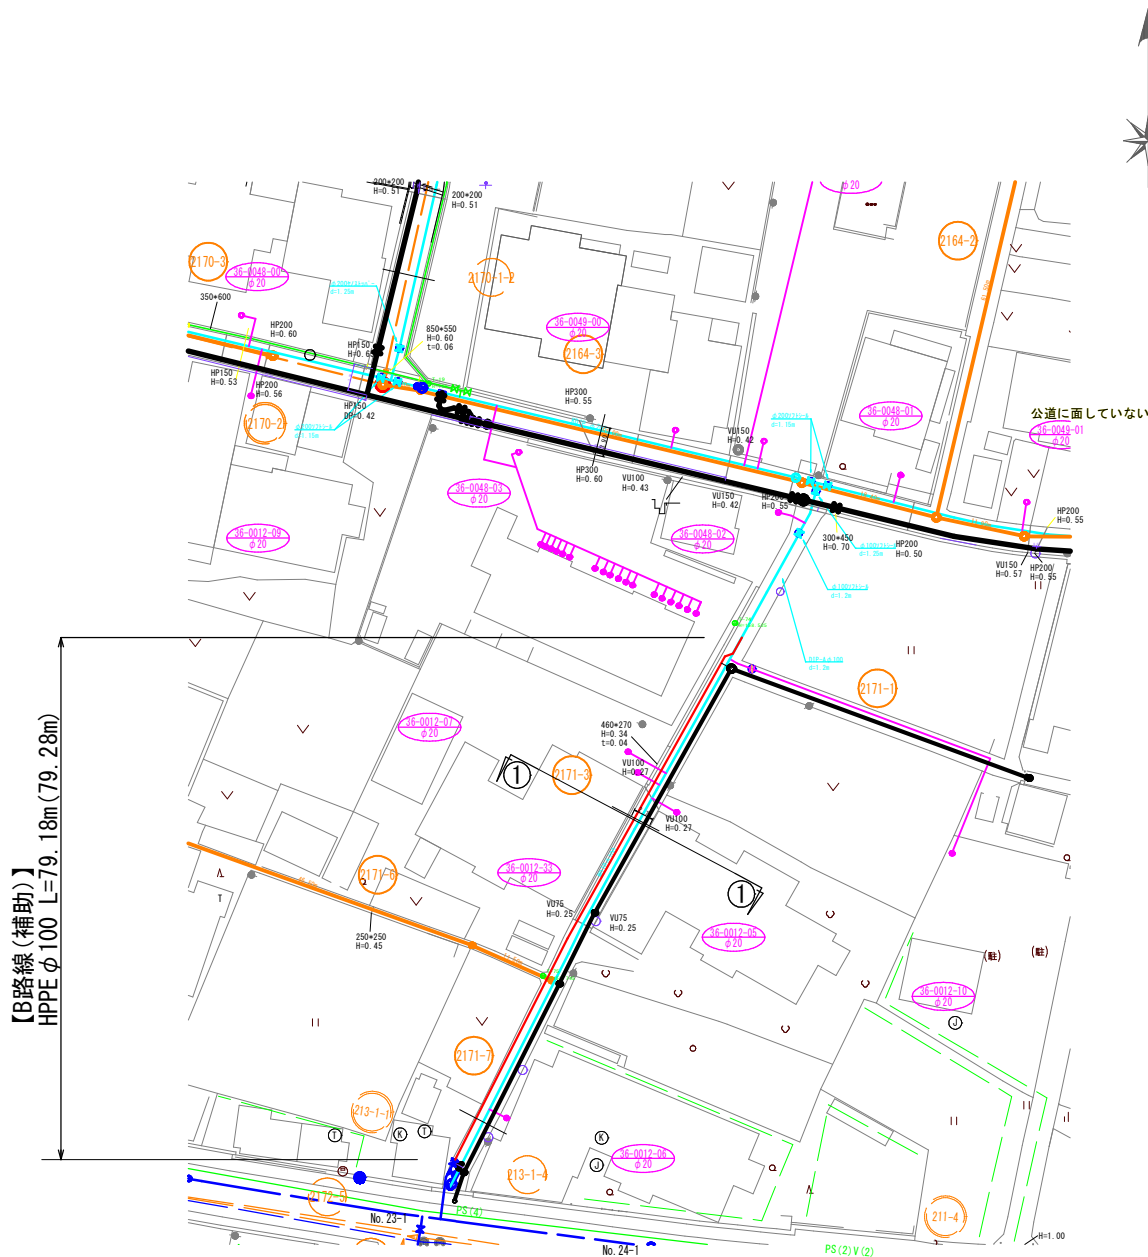 200*200
H=0.51
200*200
H=0.51
φ20
2164-2
2170-3
36-0048-00
φ20
2170-1-2
350*600
HP200
H=0.60
850*550
H=0.60
t=0.06
36-0049-00
φ20
2164-3
HP150
H=0.53
HP200
H=0.56
HP150
DP=0.42
HP300
H=0.55
2170-2
36-0048-01
φ20
公道に面していない
36-0049-01
φ20
VU150
H=0.42
HP300
H=0.60
VU100
H=0.43
36-0048-03
φ20
VU150
H=0.42
HP200
H=0.55
300*450
H=0.70
HP200
H=0.50
HP200
H=0.55
36-0012-09
φ20
36-0048-02
φ20
VU150
H=0.57
HP200
H=0.55
2171-1
36-0012-07
φ20
460*270
H=0.34
t=0.04
VU100
H=0.27
1
2171-3
VU100
H=0.27
36-0012-33
φ20
2171-6
1
VU75
H=0.25
VU75
H=0.25
250*250
H=0.45
36-0012-05
φ20
(駐)
(駐)
36-0012-10
φ20
J
【B路線(補助)】
HPPE φ100 L=79.18m(79.28m)
2171-7
213-1-1
T
K
T
K
J
36-0012-06
φ20
213-1-4
2172-5
211-4
No.23-1
PS(4)
No.24-1
PS(2)V(2)
H=1.00